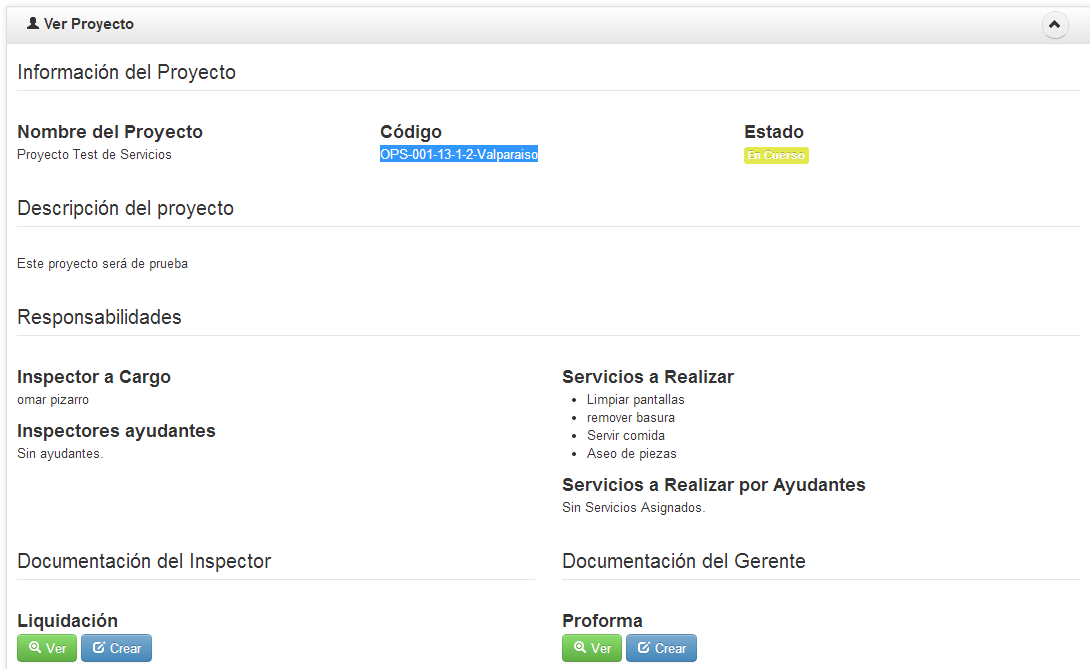 Ver Proyecto
Información del Proyecto
Nombre del Proyecto
Proyecto Test de Servicios
Código
OPS-001-13-1-2-Valparaiso
Estado
En Cuerso
Descripción del proyecto
Este proyecto será de prueba
Responsabilidades
Inspector a Cargo
omar pizarro
Inspectores ayudantes
Sin ayudantes.
Servicios a Realizar
Limpiar pantallas
remover basura
Servir comida
Aseo de piezas
Servicios a Realizar por Ayudantes
Sin Servicios Asignados.
Documentación del Inspector
Liquidación
Ver Crear
Documentación del Gerente
Proforma
Ver Crear